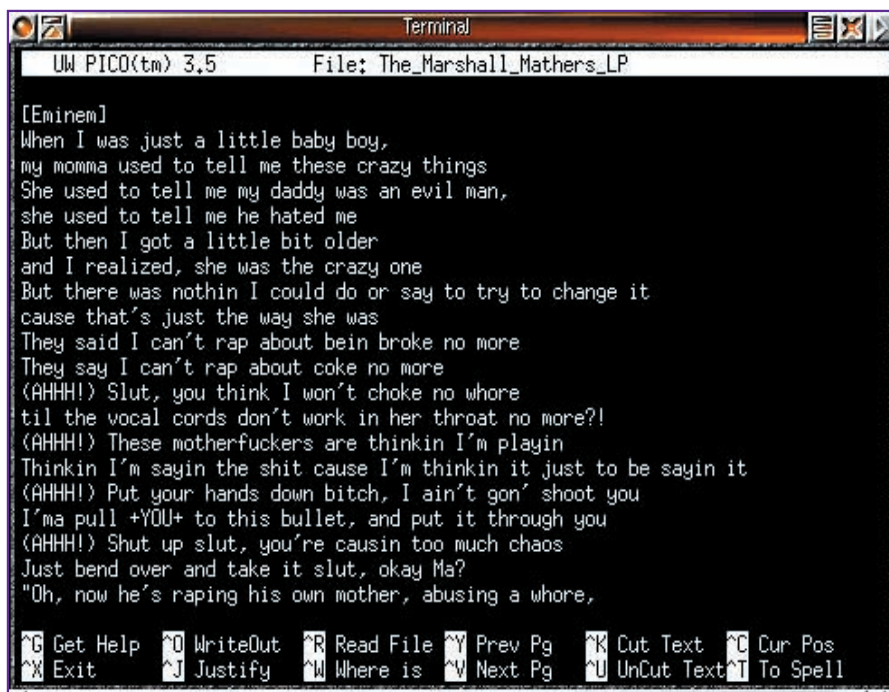 Terminal
UW PICO(tm) 3.5 File: The_Marshall_Mathers_LP
[Eminem]
When I was just a little baby boy,
my momma used to tell me these crazy things
She used to tell me my daddy was an evil man,
she used to tell me he hated me
But then I got a little bit older
and I realized, she was the crazy one
But there was nothin I could do or say to try to change it
cause that's just the way she was
They said I can't rap about bein broke no more
They say I can't rap about coke no more
(AHHH!) Slut, you think I won't choke no whore
til the vocal cords don't work in her throat no more?!
(AHHH!) These motherfuckers are thinkin I'm playin
Thinkin I'm sayin the shit cause I'm thinkin it just to be sayin it
(AHHH!) Put your hands down bitch, I ain't gon' shoot you
I'ma pull +YOU+ to this bullet, and put it through you
(AHHH!) Shut up slut, you're causin too much chaos
Just bend over and take it slut, okay Ma?
"Oh, now he's raping his own mother, abusing a whore,
^G Get Help ^O WriteOut ^R Read File ^Y Prev Pg ^K Cut Text ^C Cur Pos
^X Exit ^J Justify ^W Where is ^V Next Pg ^U UnCut Text ^T To Spell